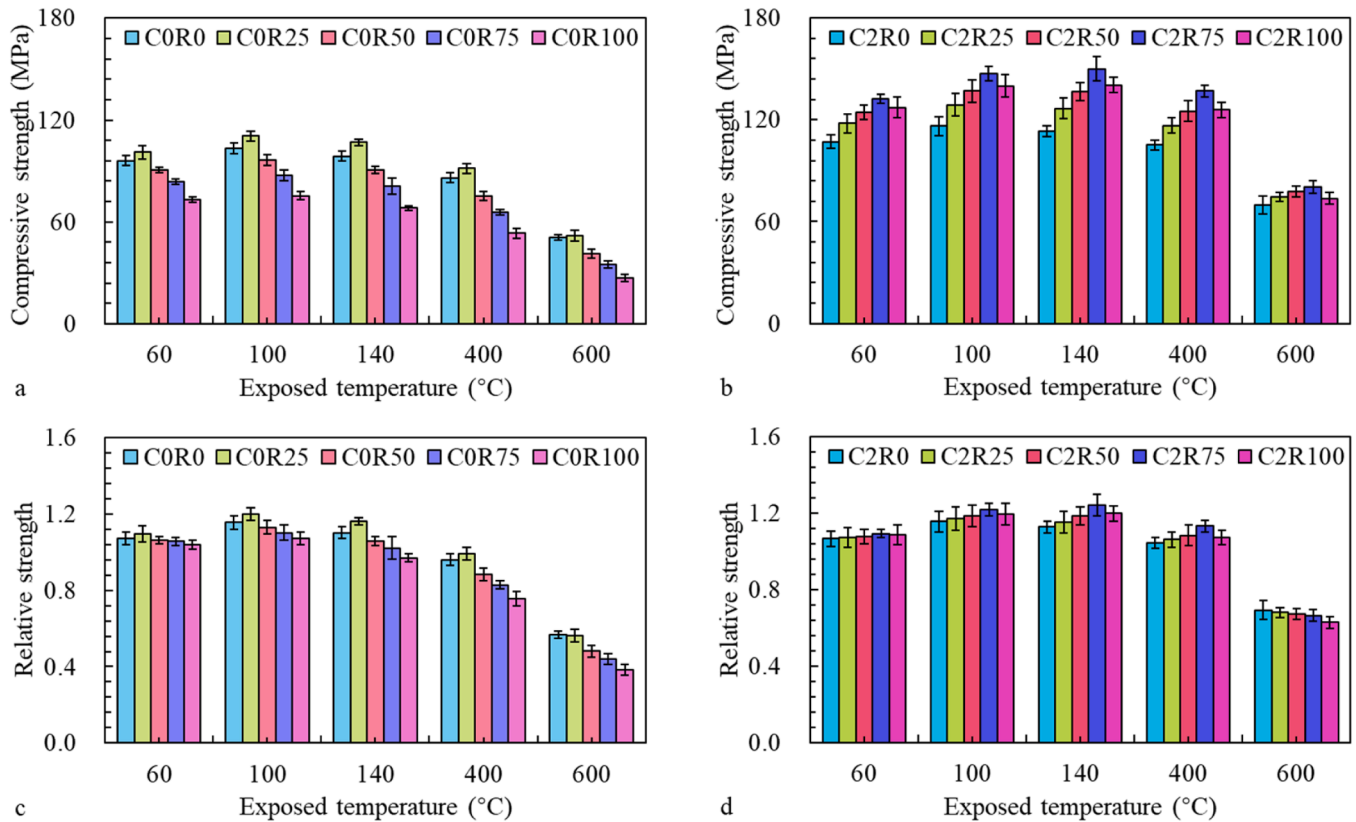 Compressive strength (MPa)
180
120
60
0
C0R0 C0R25 C0R50 C0R75 C0R100
60 100 140 400 600
Exposed temperature (°C)
a
Compressive strength (MPa)
180
120
60
0
C2R0 C2R25 C2R50 C2R75 C2R100
60 100 140 400 600
Exposed temperature (°C)
b
Relative strength
1.6
1.2
0.8
0.4
0.0
C0R0 C0R25 C0R50 C0R75 C0R100
60 100 140 400 600
Exposed temperature (°C)
c
Relative strength
1.6
1.2
0.8
0.4
0.0
C2R0 C2R25 C2R50 C2R75 C2R100
60 100 140 400 600
Exposed temperature (°C)
d